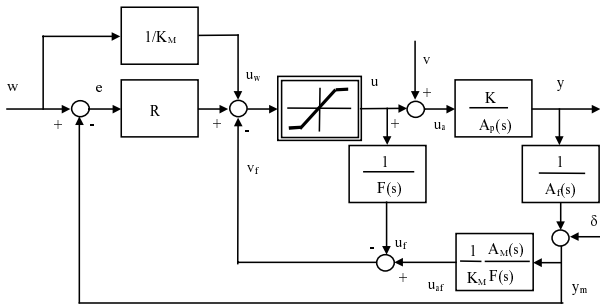 1/K_M
w
e
u_w
u
v
y
R
K
A_p(s)
+
-
+
-
+
+
u_a
v_f
1
F(s)
1
A_f(s)
δ
-
u_f
+
u_af
1 A_M(s)
K_M F(s)
y_m